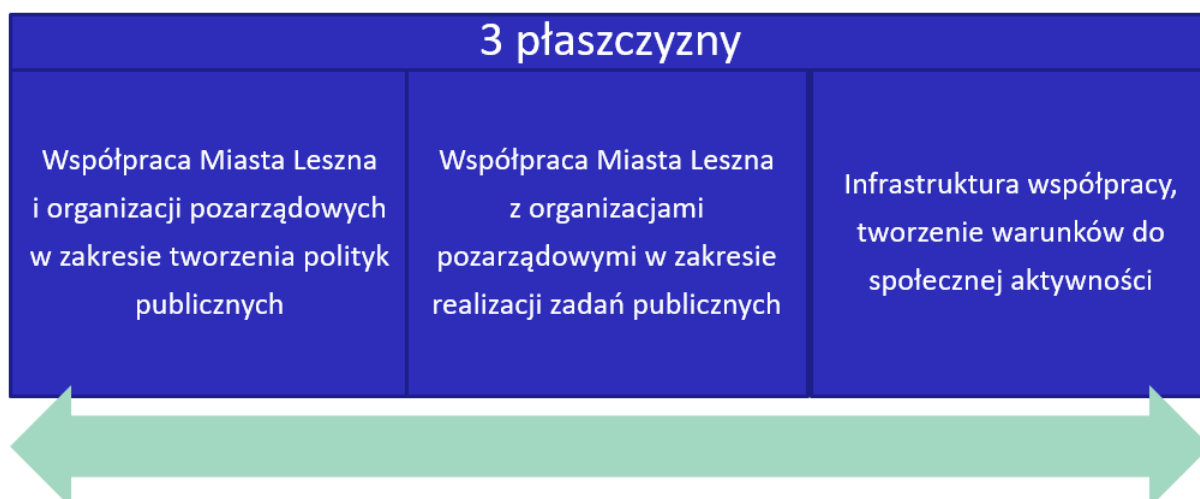 3 płaszczyzny
Współpraca Miasta Leszna
i organizacji pozarządowych
w zakresie tworzenia polityk
publicznych
Współpraca Miasta Leszna
z organizacjami
pozarządowymi w zakresie
realizacji zadań publicznych
Infrastruktura współpracy,
tworzenie warunków do
społecznej aktywności